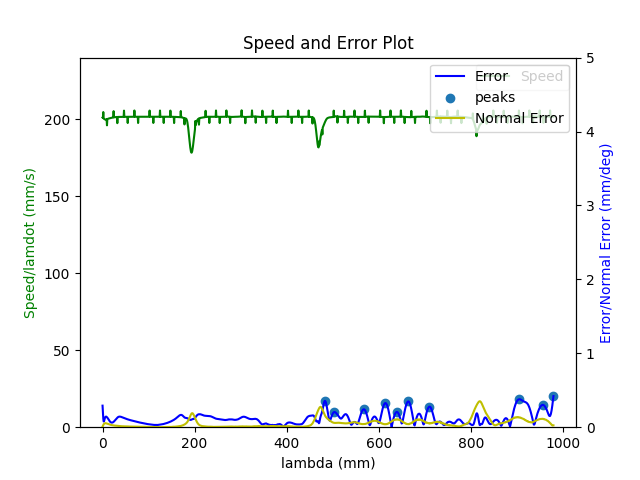 Speed and Error Plot
Error
Speed
peaks
Normal Error
Speed/lamdot (mm/s)
0
50
100
150
200
Error/Normal Error (mm/deg)
0
1
2
3
4
5
0
200
400
600
800
1000
lambda (mm)